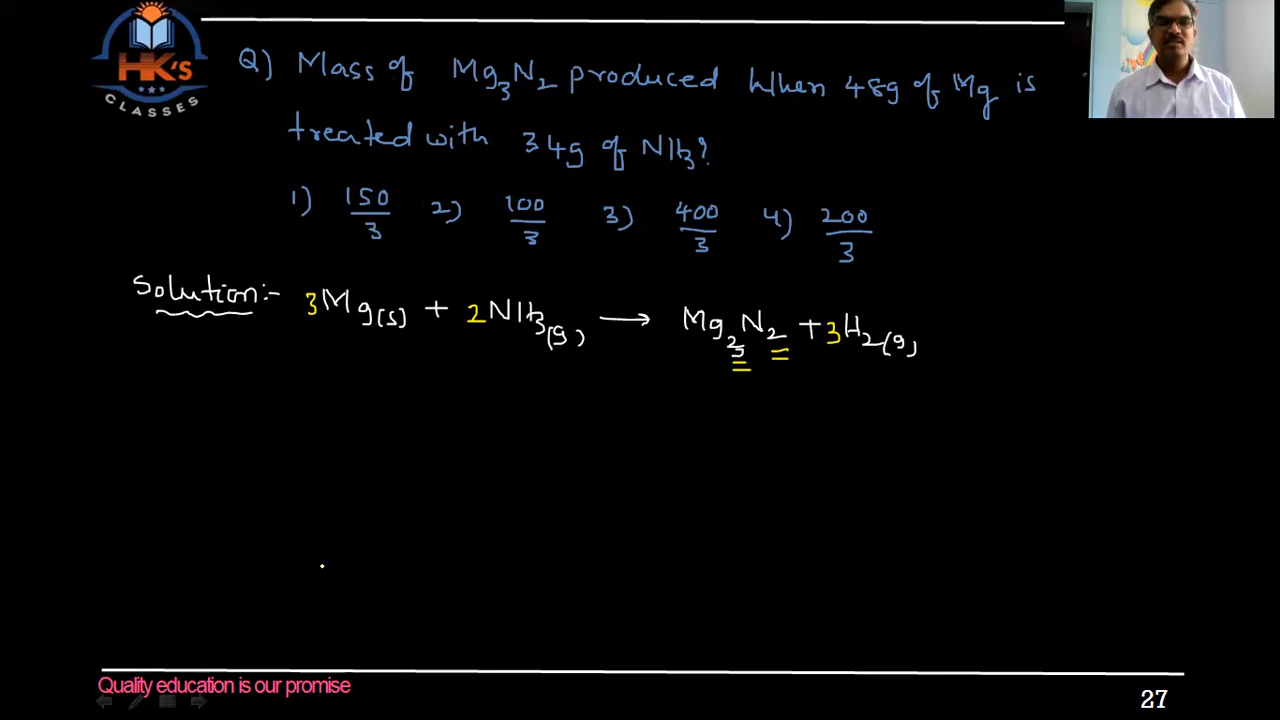 HK's
CLASSES
Q) Mass of Mg3N2 produced when 48g of Mg is
treated with 34g of NH3?
1) 150/3 2) 100/3 3) 400/3 4) 200/3
Solution:- 3Mg(s) + 2NH3(g) → Mg3N2 + 3H2(g)
Quality education is our promise
27